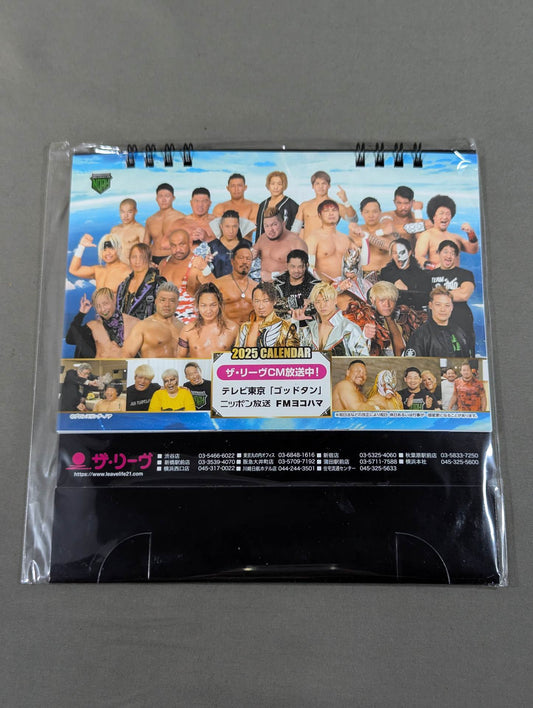 2025 CALENDAR
ザ・リーヴCM放送中！
テレビ東京「ゴッドタン」
ニッポン放送 FMヨコハマ
ザ・リーヴ
https://www.leavelife21.com
■渋谷店 03-5466-6022 ■東京丸の内オフィス 03-6848-1616 ■新宿店 03-5325-4060 ■秋葉原駅前店 03-5833-7250
■新橋駅前店 03-3539-4070 ■阪急大井町店 03-5709-7192 ■蒲田駅前店 03-5711-7588 ■横浜本社 045-325-5600
■横浜西口店 045-317-0022 ■川崎日航ホテル店 044-244-3501 ■住宅流通センター 045-325-5633